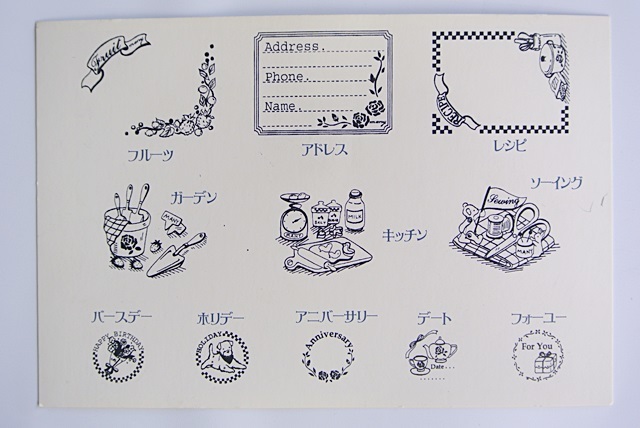 Fruit
Address.
Phone.
Name.
RECIPE
フルーツ
アドレス
レシピ
ガーデン
キッチン
ソーイング
Sewing
MILK
バースデー
ホリデー
アニバーサリー
デート
フォーユー
HAPPY BIRTHDAY
HOLIDAY
Anniversary
Date...
For You